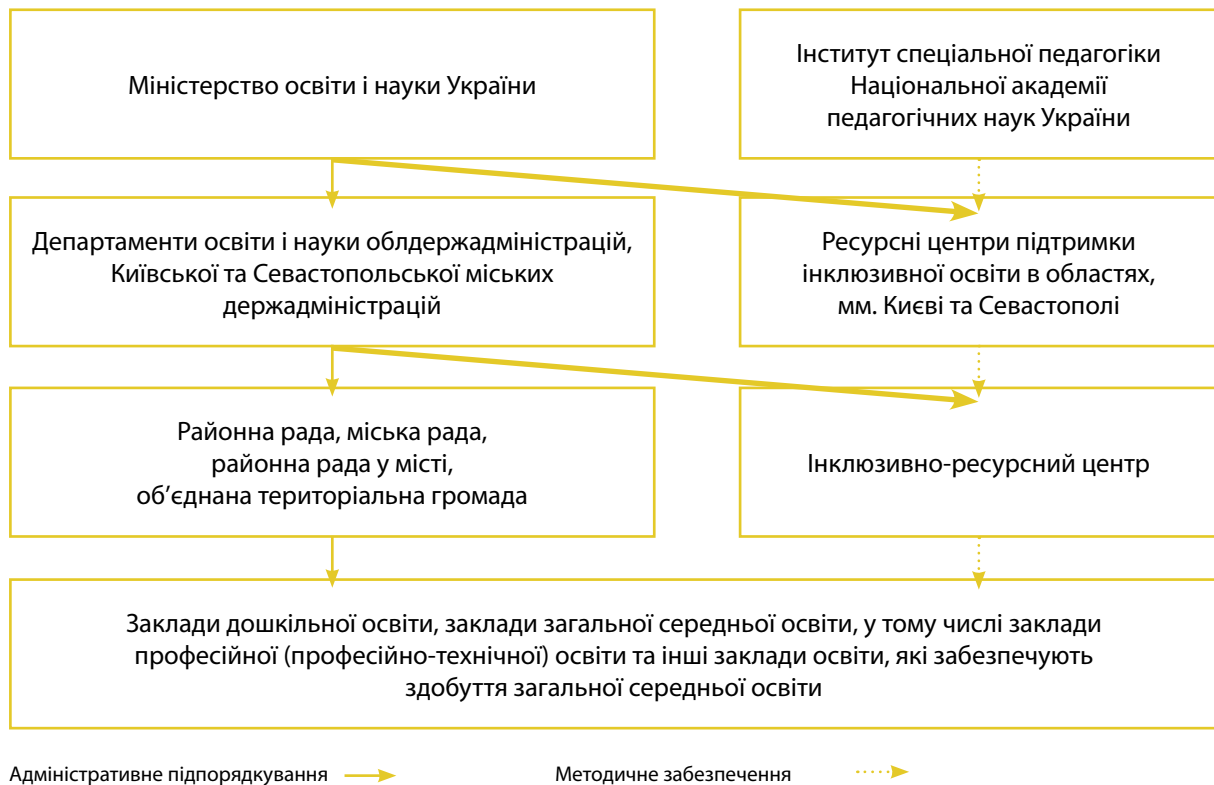 Міністерство освіти і науки України
Інститут спеціальної педагогіки
Національної академії
педагогічних наук України
Департаменти освіти і науки облдержадміністрацій,
Київської та Севастопольської міських
держадміністрацій
Ресурсні центри підтримки
інклюзивної освіти в областях,
мм. Києві та Севастополі
Районна рада, міська рада,
районна рада у місті,
об’єднана територіальна громада
Інклюзивно-ресурсний центр
Заклади дошкільної освіти, заклади загальної середньої освіти, у тому числі заклади
професійної (професійно-технічної) освіти та інші заклади освіти, які забезпечують
здобуття загальної середньої освіти
Адміністративне підпорядкування
Методичне забезпечення